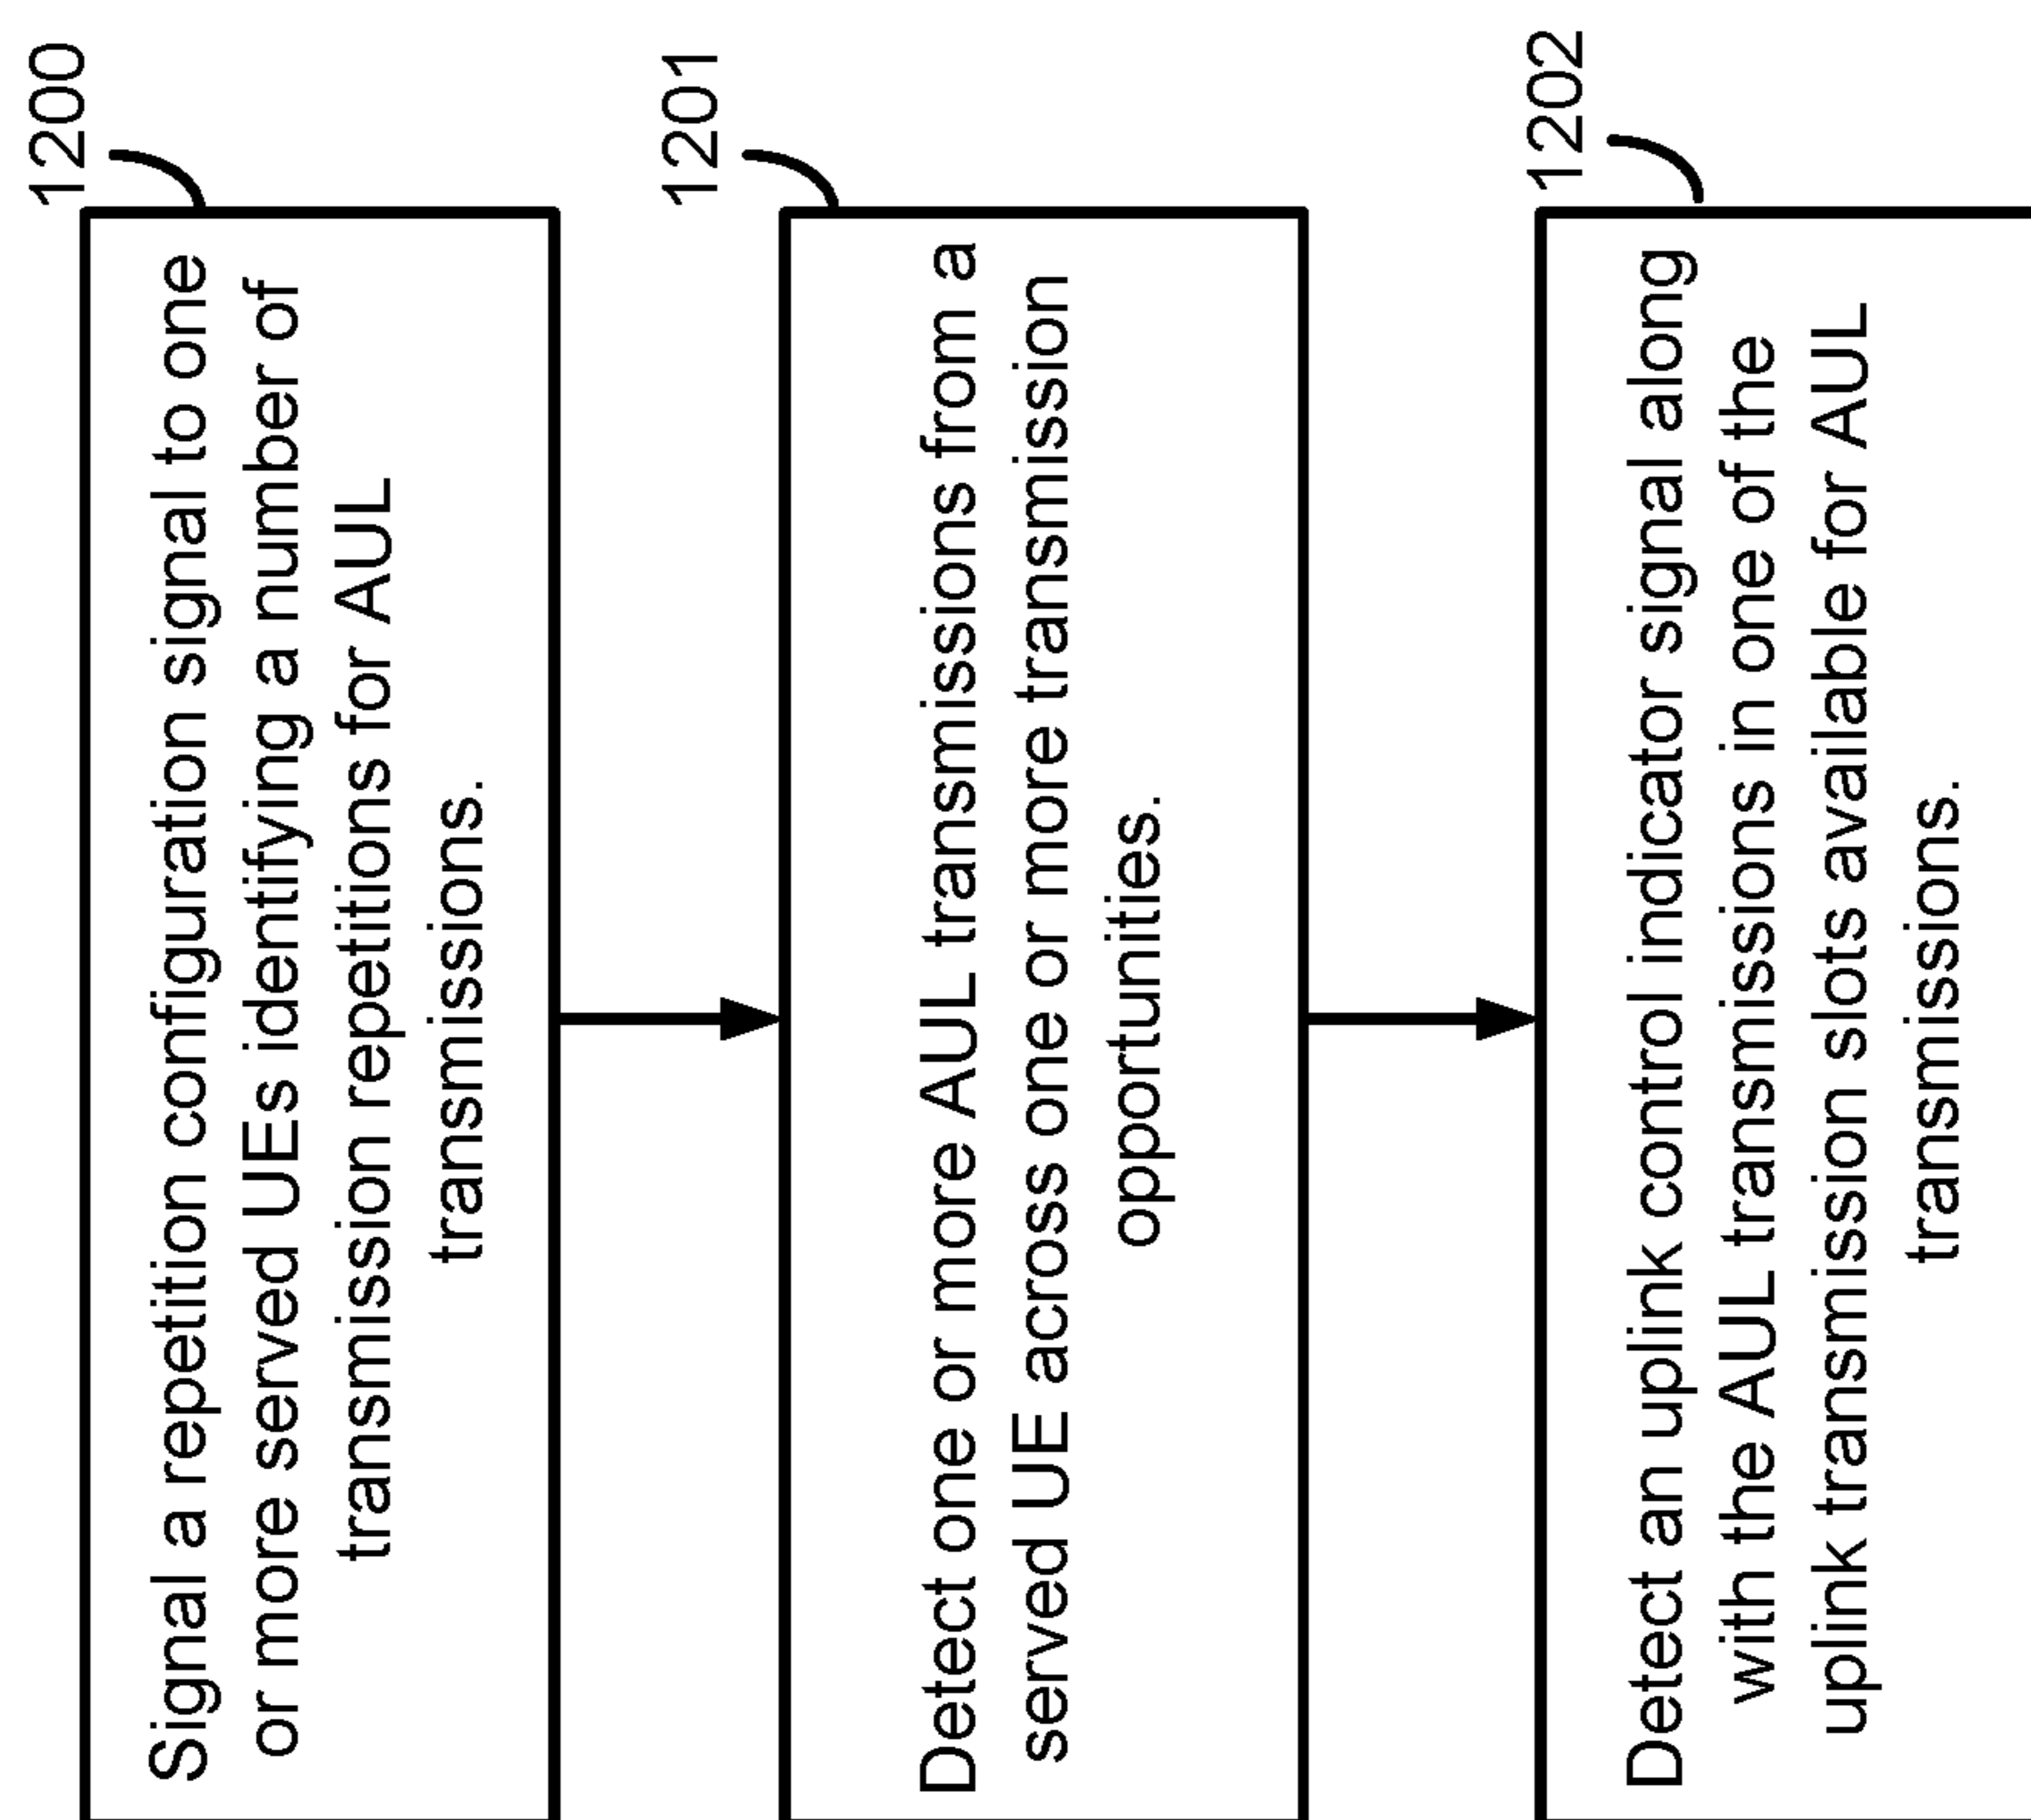 1200
Signal a repetition configuration signal to one
or more served UEs identifying a number of
transmission repetitions for AUL
transmissions.
1201
Detect one or more AUL transmissions from a
served UE across one or more transmission
opportunities.
1202
Detect an uplink control indicator signal along
with the AUL transmissions in one of the
uplink transmission slots available for AUL
transmissions.